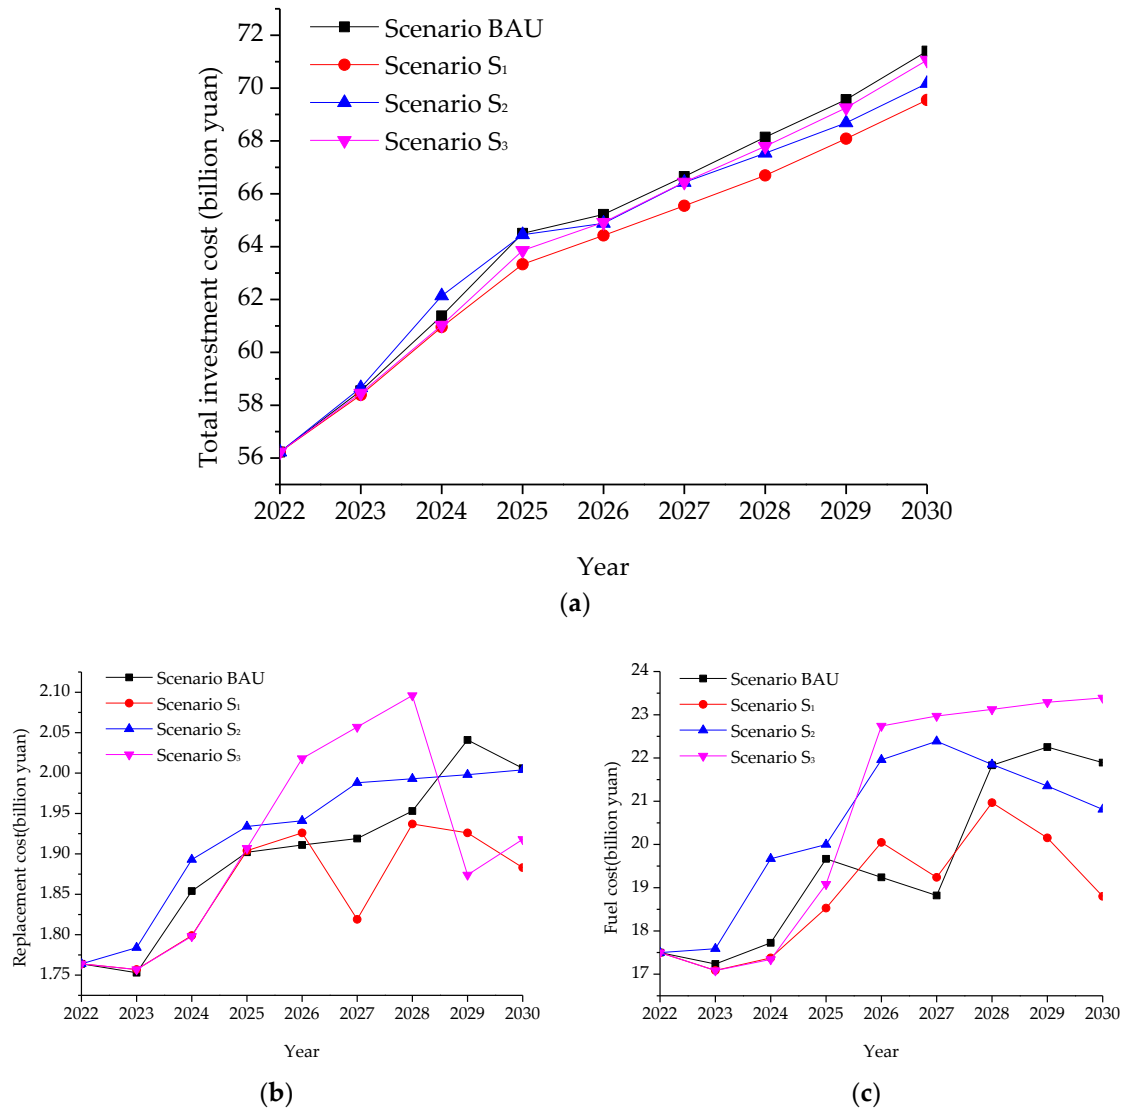 Scenario BAU
Scenario S₁
Scenario S₂
Scenario S₃
Total investment cost (billion yuan)
72
70
68
66
64
62
60
58
56
2022 2023 2024 2025 2026 2027 2028 2029 2030
Year
(a)
Scenario BAU
Scenario S₁
Scenario S₂
Scenario S₃
Replacement cost(billion yuan)
2.10
2.05
2.00
1.95
1.90
1.85
1.80
1.75
2022 2023 2024 2025 2026 2027 2028 2029 2030
Year
(b)
Scenario BAU
Scenario S₁
Scenario S₂
Scenario S₃
Fuel cost(billion yuan)
24
23
22
21
20
19
18
17
2022 2023 2024 2025 2026 2027 2028 2029 2030
Year
(c)